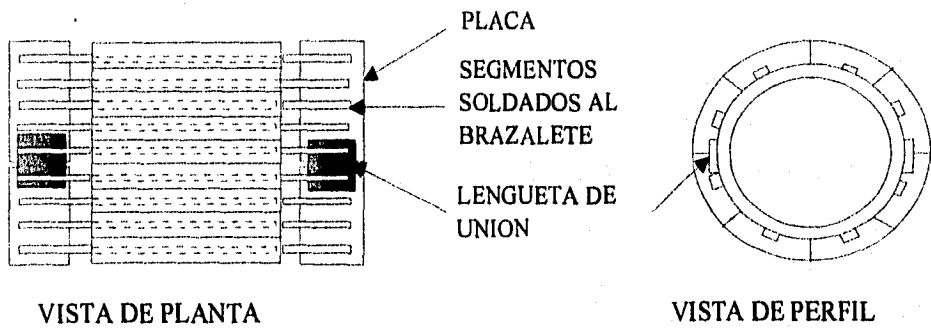 PLACA
SEGMENTOS
SOLDADOS AL
BRAZALETE
LENGUETA DE
UNION
VISTA DE PLANTA
VISTA DE PERFIL